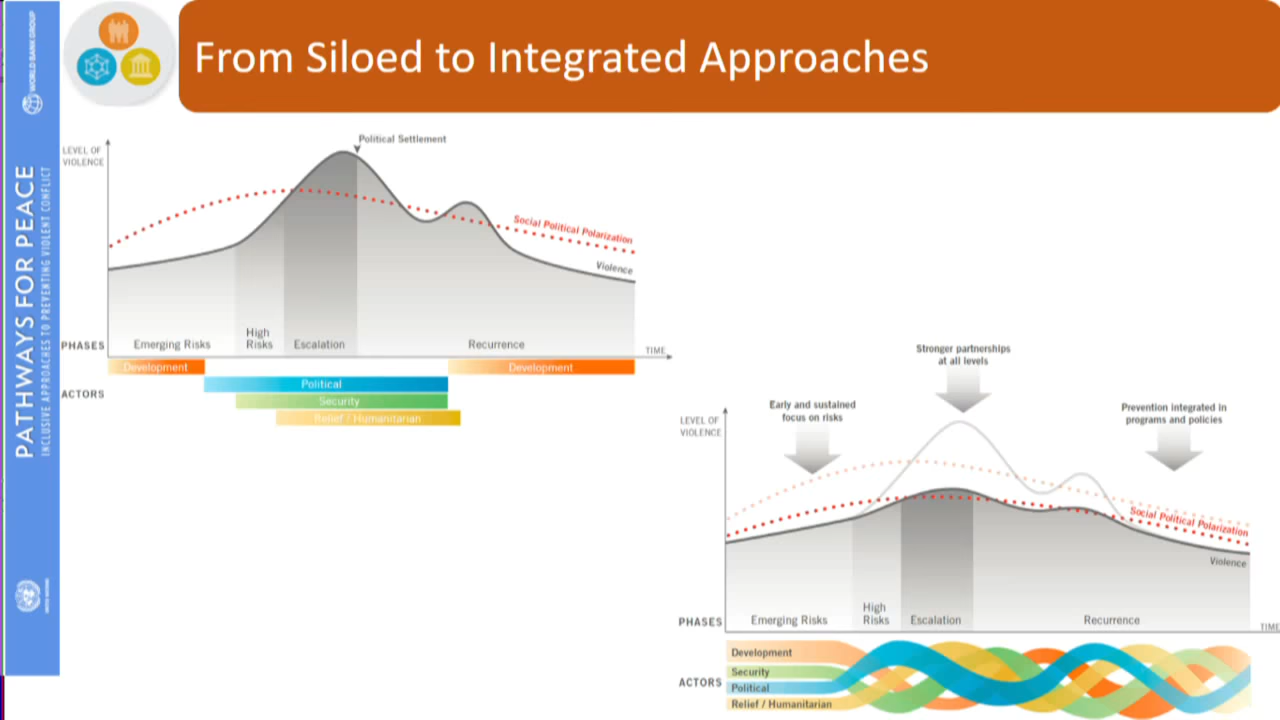 From Siloed to Integrated Approaches
WORLD BANK GROUP
PATHWAYS FOR PEACE
INCLUSIVE APPROACHES TO PREVENTING VIOLENT CONFLICT
UNITED NATIONS
Political Settlement
LEVEL OF
VIOLENCE
Social Political Polarization
Violence
PHASES
Emerging Risks
High
Risks
Escalation
Recurrence
TIME
ACTORS
Development
Development
Political
Security
Relief / Humanitarian
Stronger partnerships
at all levels
Early and sustained
focus on risks
Prevention integrated in
programs and policies
LEVEL OF
VIOLENCE
Social Political Polarization
Violence
PHASES
Emerging Risks
High
Risks
Escalation
Recurrence
TIME
ACTORS
Development
Security
Political
Relief / Humanitarian